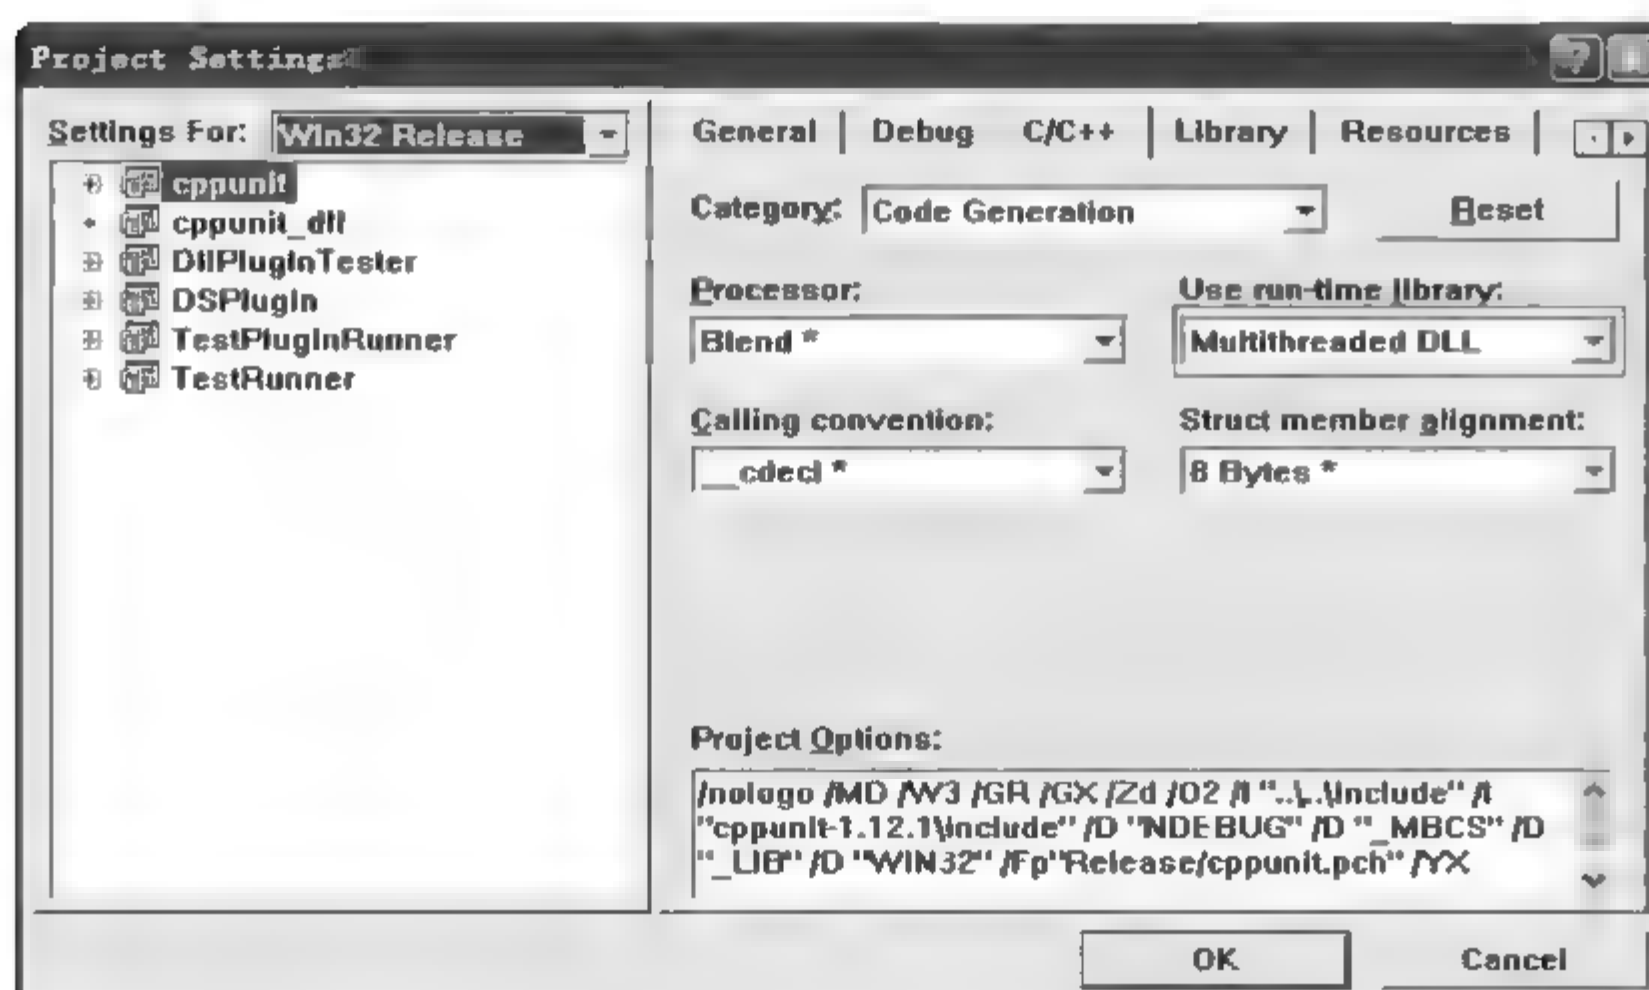 Project Settings
Settings For: Win32 Release
cppunit
cppunit_dll
DllPlugInTester
DSPlugIn
TestPlugInRunner
TestRunner
General Debug C/C++ Library Resources
Category: Code Generation Reset
Processor: Use run-time library:
Blend * Multithreaded DLL
Calling convention: Struct member alignment:
__cdecl * 8 Bytes *
Project Options:
/nologo /MD /W3 /GR /GX /Zd /O2 /I "..\..\include" /I
"cppunit-1.12.1\include" /D "NDEBUG" /D "_MBCS" /D
"_LIB" /D "WIN32" /Fp"Release/cppunit.pch" /YX
OK Cancel